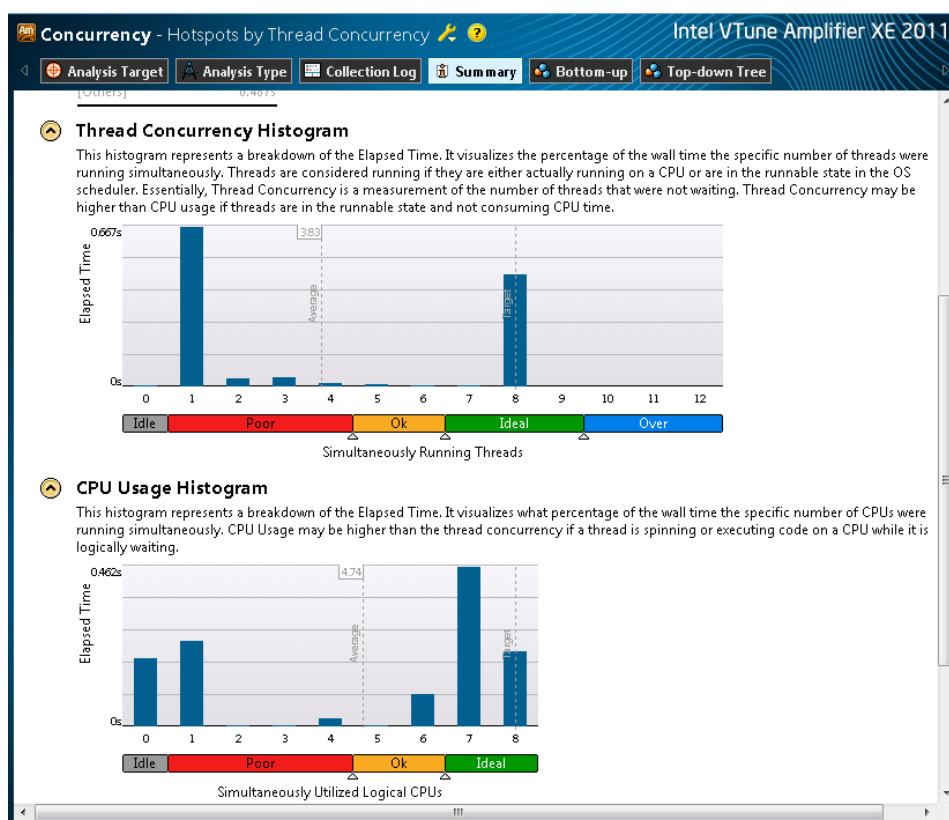 Concurrency - Hotspots by Thread Concurrency
Intel VTune Amplifier XE 2011
Analysis Target
Analysis Type
Collection Log
Summary
Bottom-up
Top-down Tree
[Others] 0.487s
Thread Concurrency Histogram
This histogram represents a breakdown of the Elapsed Time. It visualizes the percentage of the wall time the specific number of threads were
running simultaneously. Threads are considered running if they are either actually running on a CPU or are in the runnable state in the OS
scheduler. Essentially, Thread Concurrency is a measurement of the number of threads that were not waiting. Thread Concurrency may be
higher than CPU usage if threads are in the runnable state and not consuming CPU time.
0.667s
3.83
Elapsed Time
Average
Target
0s
0 1 2 3 4 5 6 7 8 9 10 11 12
Idle Poor Ok Ideal Over
Simultaneously Running Threads
CPU Usage Histogram
This histogram represents a breakdown of the Elapsed Time. It visualizes what percentage of the wall time the specific number of CPUs were
running simultaneously. CPU Usage may be higher than the thread concurrency if a thread is spinning or executing code on a CPU while it is
logically waiting.
0.462s
4.74
Elapsed Time
Average
Target
0s
0 1 2 3 4 5 6 7 8
Idle Poor Ok Ideal
Simultaneously Utilized Logical CPUs